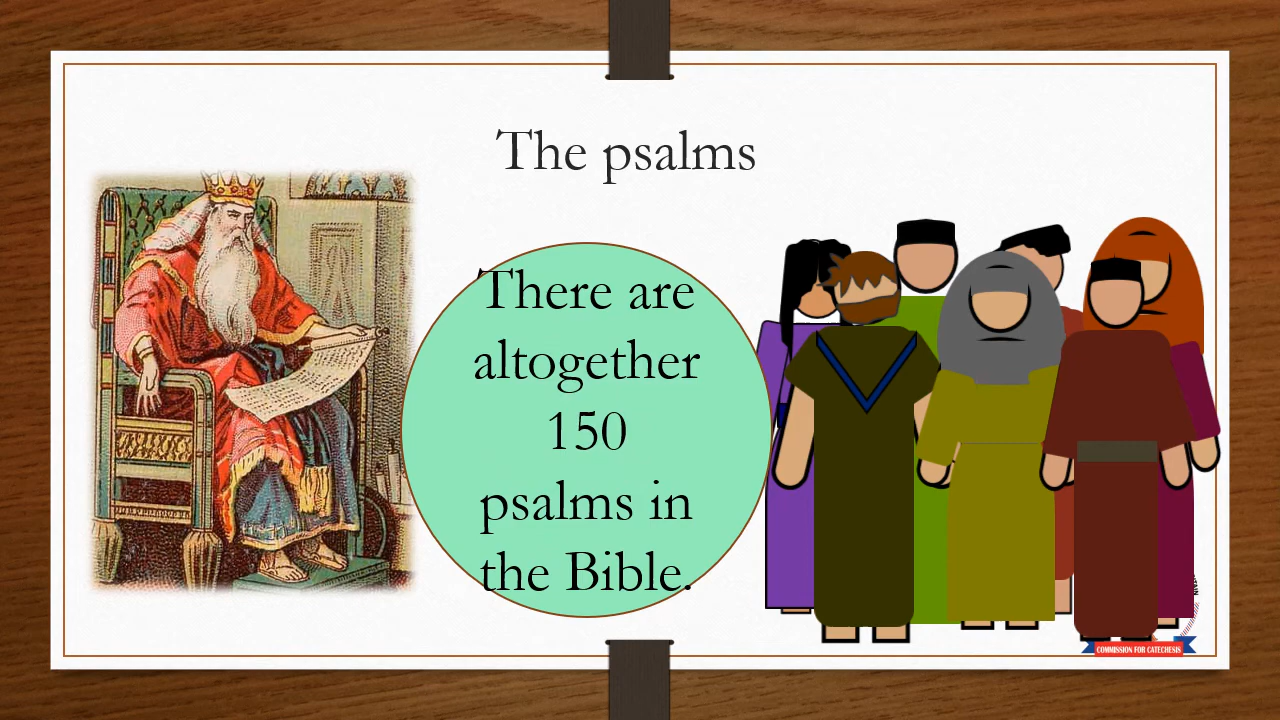 The psalms
There are
altogether
150
psalms in
the Bible.
COMMISSION FOR CATECHESIS